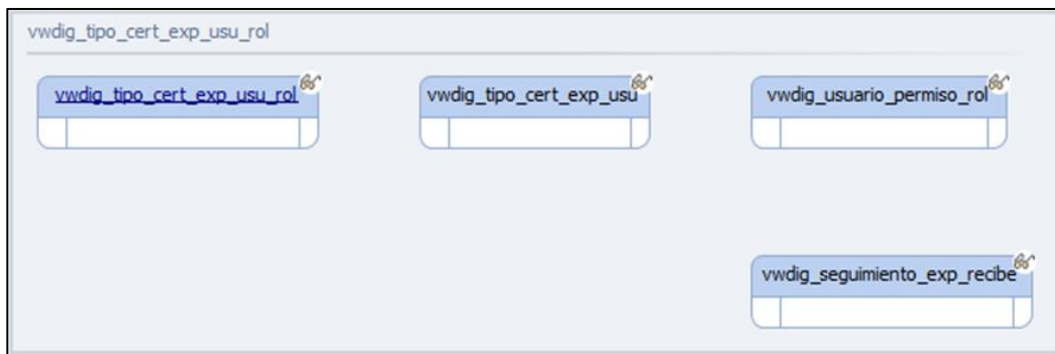 vwdig_tipo_cert_exp_usu_rol
vwdig_tipo_cert_exp_usu_rol
vwdig_tipo_cert_exp_usu
vwdig_usuario_permiso_rol
vwdig_seguimiento_exp_recibe